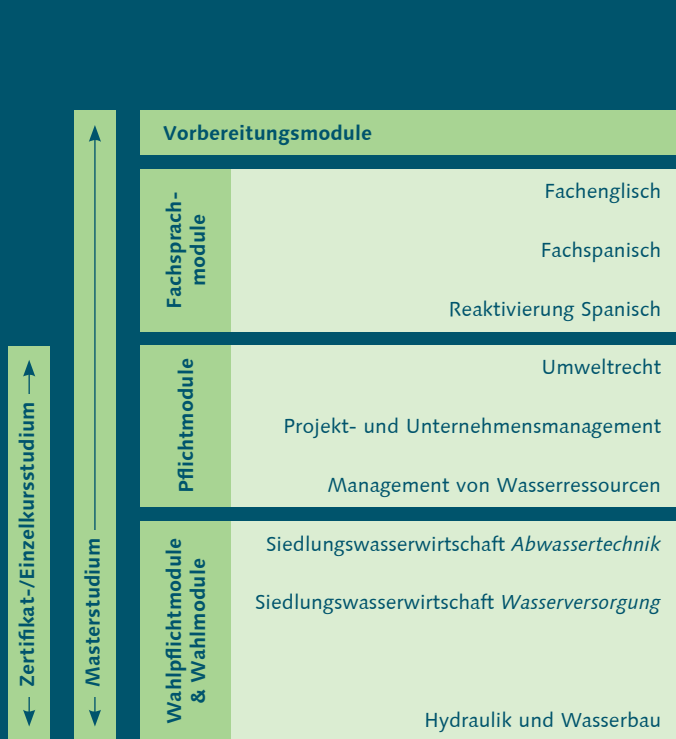 Vorbereitungsmodule
Fachsprach-
module
Fachenglisch
Fachspanisch
Reaktivierung Spanisch
Pflichtmodule
Umweltrecht
Projekt- und Unternehmensmanagement
Management von Wasserressourcen
Wahlpflichtmodule
& Wahlmodule
Siedlungswasserwirtschaft Abwassertechnik
Siedlungswasserwirtschaft Wasserversorgung
Hydraulik und Wasserbau
Zertifikat-/Einzelkursstudium
Masterstudium